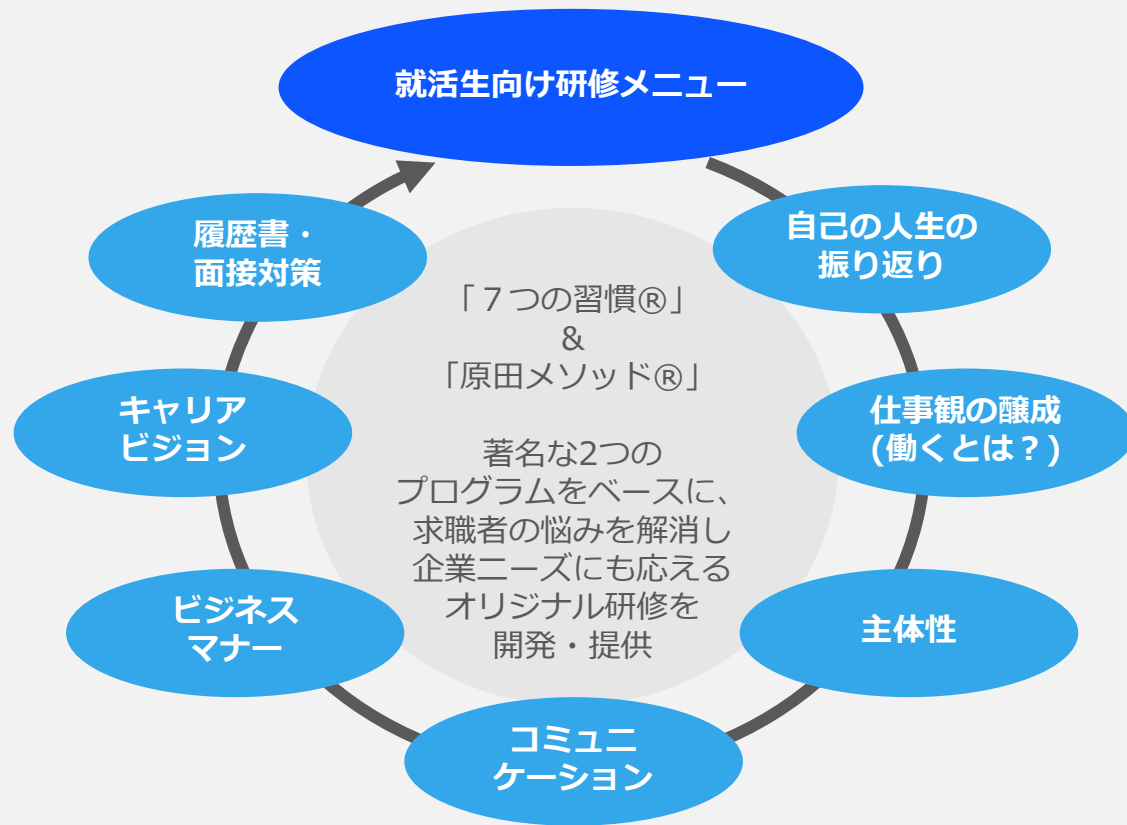 就活生向け研修メニュー
自己の人生の
振り返り
仕事観の醸成
(働くとは？)
主体性
コミュニ
ケーション
ビジネス
マナー
キャリア
ビジョン
履歴書・
面接対策
「７つの習慣®」
&
「原田メソッド®」
著名な2つの
プログラムをベースに、
求職者の悩みを解消し
企業ニーズにも応える
オリジナル研修を
開発・提供